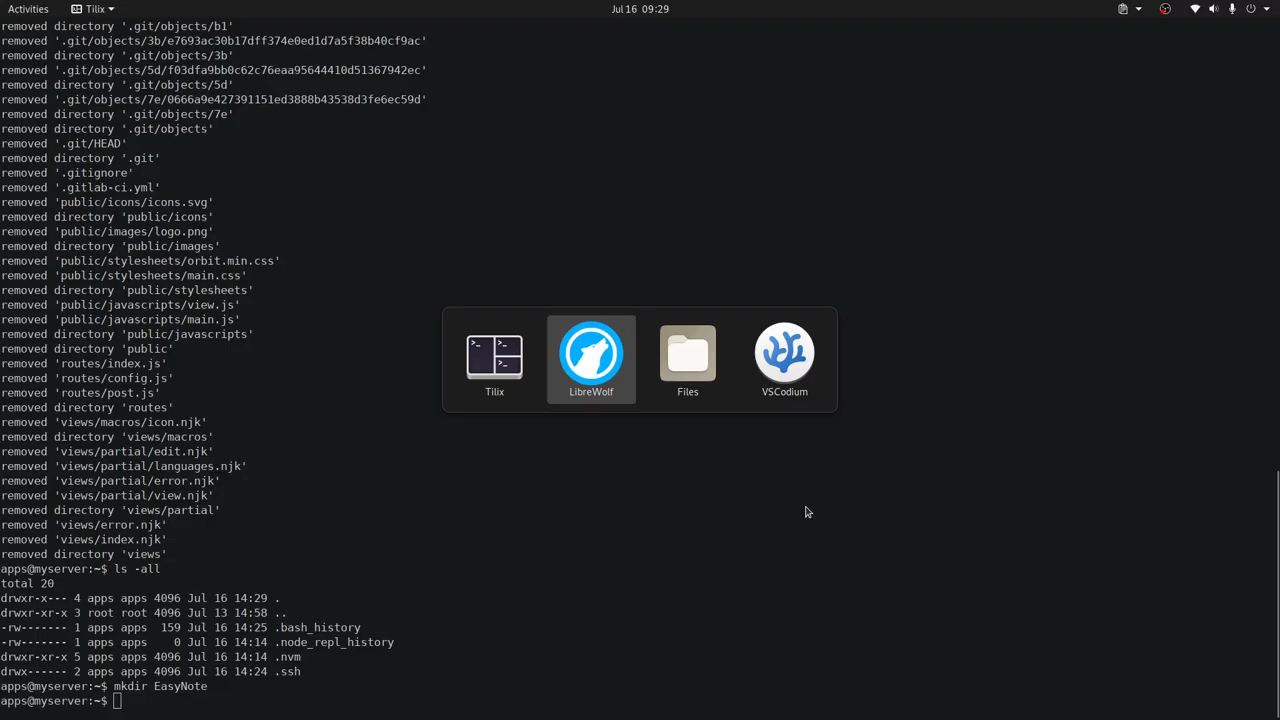 Activities
Tilix
Jul 16 09:29
removed directory '.git/objects/b1'
removed '.git/objects/3b/e7693ac30b17dff374e0ed1d7a5f38b40cf9ac'
removed directory '.git/objects/3b'
removed '.git/objects/5d/f03dfa9bb0c62c76eaa95644410d51367942ec'
removed directory '.git/objects/5d'
removed '.git/objects/7e/0666a9e427391151ed3888b43538d3fe6ec59d'
removed directory '.git/objects/7e'
removed directory '.git/objects'
removed '.git/HEAD'
removed directory '.git'
removed '.gitignore'
removed '.gitlab-ci.yml'
removed 'public/icons/icons.svg'
removed directory 'public/icons'
removed 'public/images/logo.png'
removed directory 'public/images'
removed 'public/stylesheets/orbit.min.css'
removed 'public/stylesheets/main.css'
removed directory 'public/stylesheets'
removed 'public/javascripts/view.js'
removed 'public/javascripts/main.js'
removed directory 'public/javascripts'
removed directory 'public'
removed 'routes/index.js'
removed 'routes/config.js'
removed 'routes/post.js'
removed directory 'routes'
removed 'views/macros/icon.njk'
removed directory 'views/macros'
removed 'views/partial/edit.njk'
removed 'views/partial/languages.njk'
removed 'views/partial/error.njk'
removed 'views/partial/view.njk'
removed directory 'views/partial'
removed 'views/error.njk'
removed 'views/index.njk'
removed directory 'views'
apps@myserver:~$ ls -all
total 20
drwxr-x--- 4 apps apps 4096 Jul 16 14:29 .
drwxr-xr-x 3 root root 4096 Jul 13 14:58 ..
-rw------- 1 apps apps  159 Jul 16 14:25 .bash_history
-rw------- 1 apps apps    0 Jul 16 14:14 .node_repl_history
drwxr-xr-x 5 apps apps 4096 Jul 16 14:14 .nvm
drwx------ 2 apps apps 4096 Jul 16 14:24 .ssh
apps@myserver:~$ mkdir EasyNote
apps@myserver:~$
Tilix
LibreWolf
Files
VSCodium